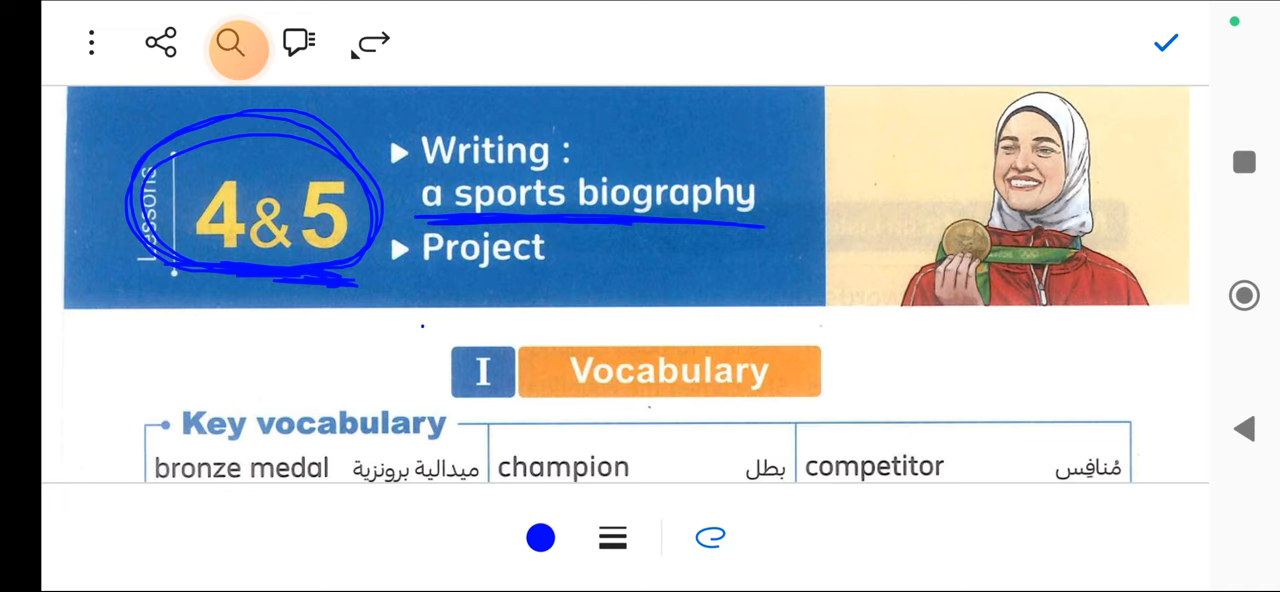 Lessons
4&5
Writing :
a sports biography
Project
I Vocabulary
Key vocabulary
bronze medal ميدالية برونزية champion بطل competitor مُنافِس